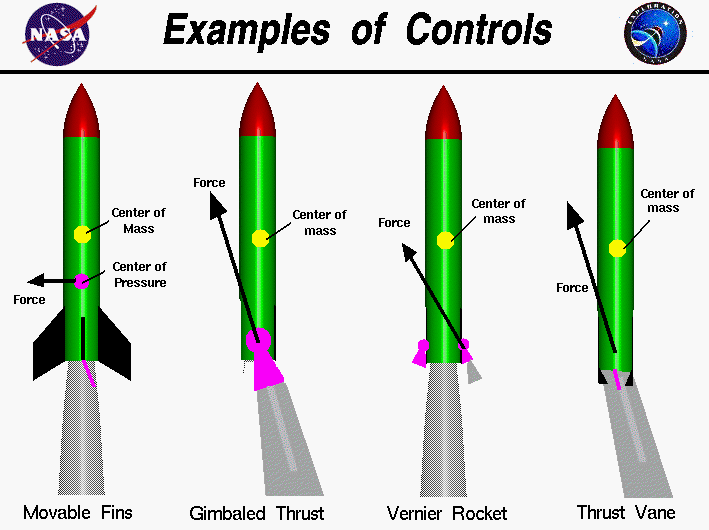 NASA
Examples of Controls
EXPLORATION
NASA
Center of
Mass
Center of
Pressure
Force
Movable Fins
Force
Center of
mass
Gimbaled Thrust
Force
Center of
mass
Vernier Rocket
Center of
mass
Force
Thrust Vane